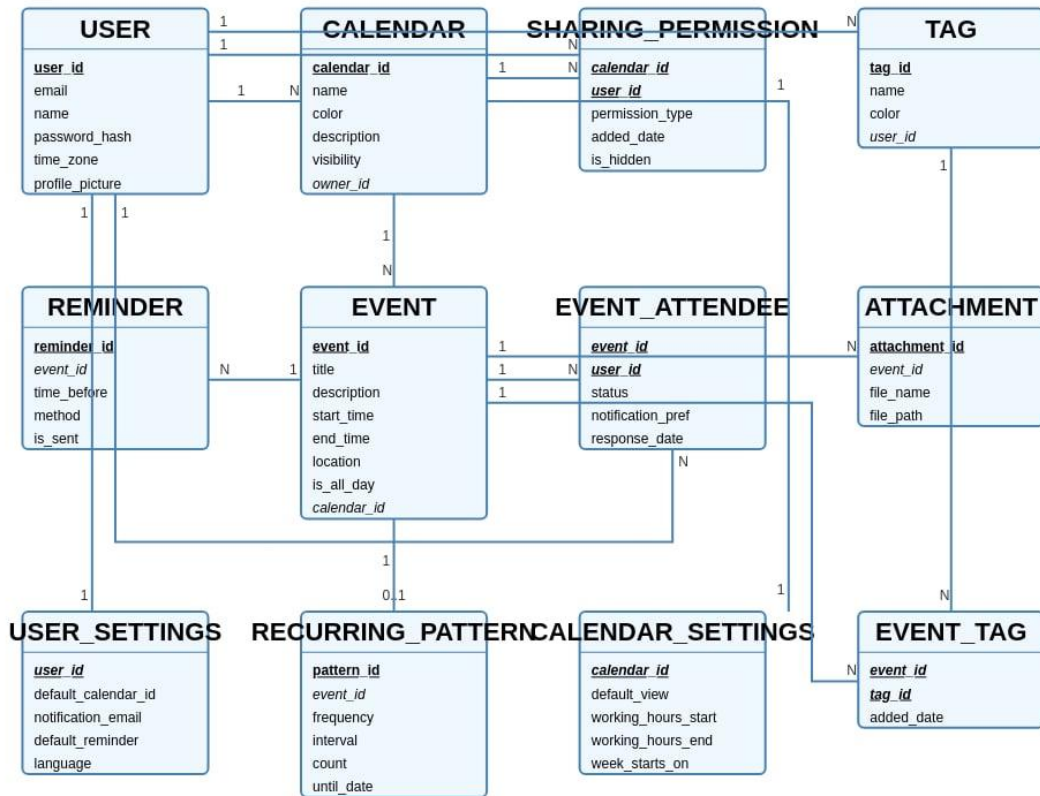 USER
user_id
email
name
password_hash
time_zone
profile_picture
CALENDAR
calendar_id
name
color
description
visibility
owner_id
SHARING_PERMISSION
calendar_id
user_id
permission_type
added_date
is_hidden
TAG
tag_id
name
color
user_id
1
N
1
N
1
N
1
N
1
1
1
1
1
N
REMINDER
reminder_id
event_id
time_before
method
is_sent
EVENT
event_id
title
description
start_time
end_time
location
is_all_day
calendar_id
EVENT_ATTENDEE
event_id
user_id
status
notification_pref
response_date
ATTACHMENT
attachment_id
event_id
file_name
file_path
N
1
1
N
1
N
1
N
1
0..1
1
1
N
N
USER_SETTINGS
user_id
default_calendar_id
notification_email
default_reminder
language
RECURRING_PATTERN
pattern_id
event_id
frequency
interval
count
until_date
CALENDAR_SETTINGS
calendar_id
default_view
working_hours_start
working_hours_end
week_starts_on
EVENT_TAG
event_id
tag_id
added_date